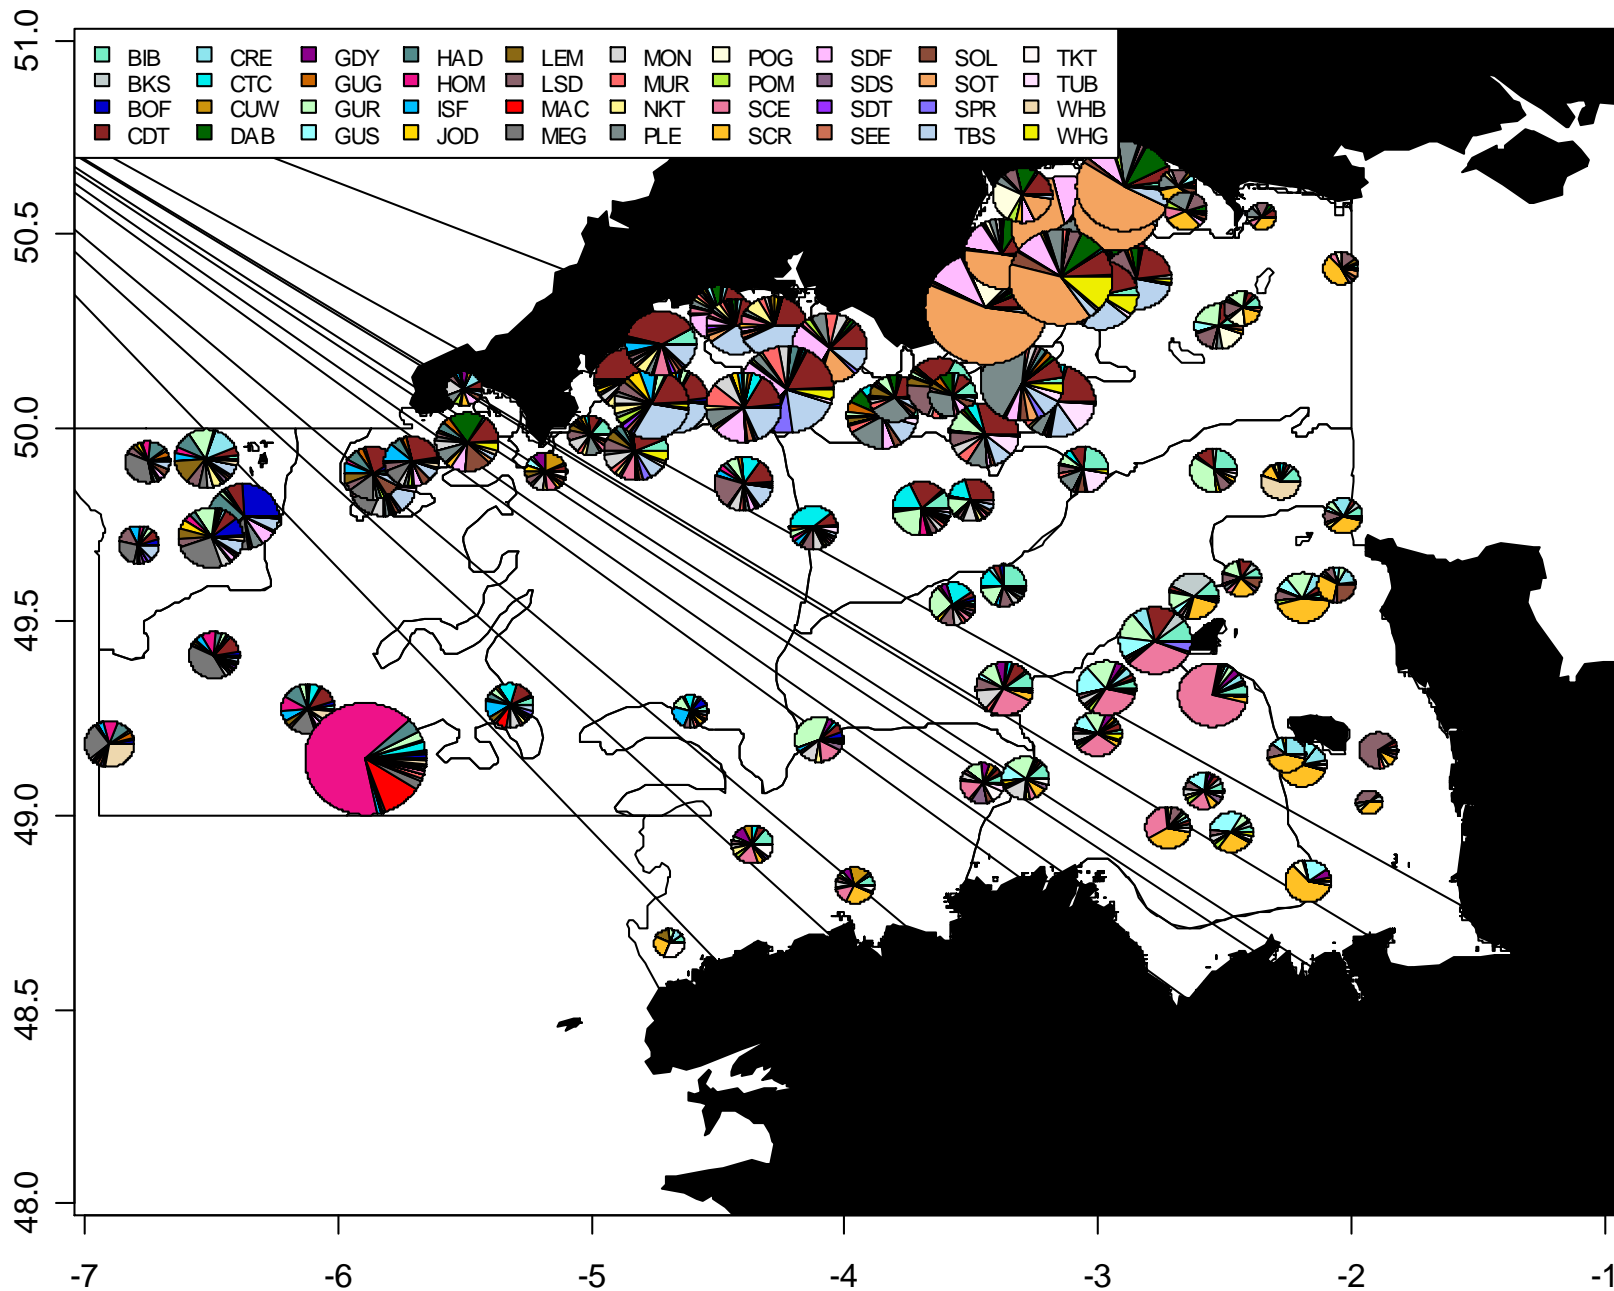 BIB CRE GDY HAD LEM MON POG SDF SOL TKT
BKS CTC GUG HOM LSD MUR POM SDS SOT TUB
BOF CUW GUR ISF MAC NKT SCE SDT SPR WHB
CDT DAB GUS JOD MEG PLE SCR SEE TBS WHG
51.0
50.5
50.0
49.5
49.0
48.5
48.0
-7 -6 -5 -4 -3 -2 -1